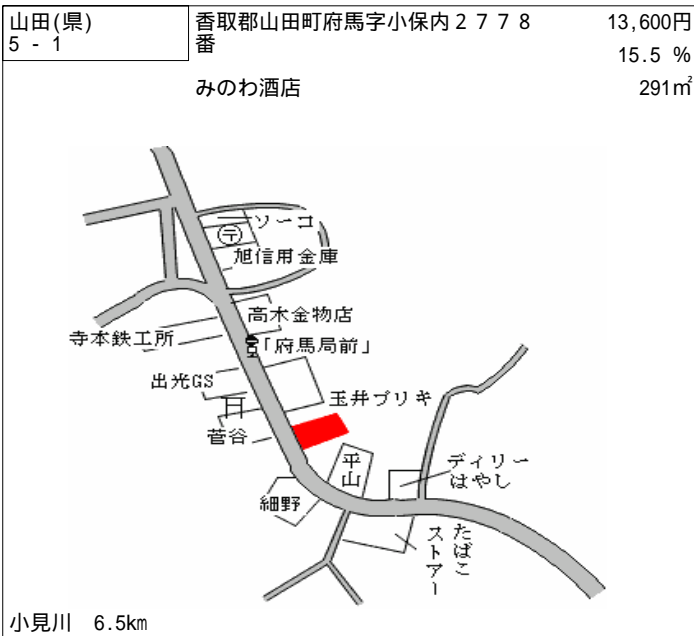 山田(県)
5 - 1
香取郡山田町府馬字小保内２７７８
番
13,600円
15.5 %
みのわ酒店
291㎡
ソーコ
〒
旭信用金庫
高木金物店
寺本鉄工所
「府馬局前」
出光GS
玉井ブリキ
菅谷
平山
細野
ディリー
はやし
たばこ
ストアー
小見川 6.5km